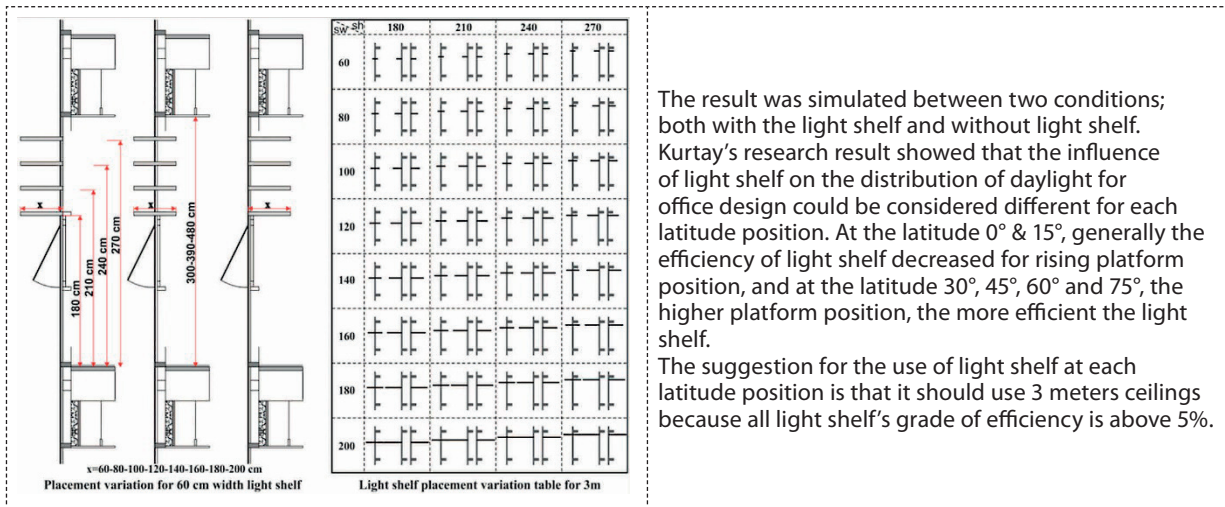 x
x
x
180 cm
210 cm
240 cm
270 cm
300-390-480 cm
x=60-80-100-120-140-160-180-200 cm
Placement variation for 60 cm width light shelf
sw sh 180 210 240 270
60
80
100
120
140
160
180
200
Light shelf placement variation table for 3m
The result was simulated between two conditions;
both with the light shelf and without light shelf.
Kurtay’s research result showed that the influence
of light shelf on the distribution of daylight for
office design could be considered different for each
latitude position. At the latitude 0° & 15°, generally the
efficiency of light shelf decreased for rising platform
position, and at the latitude 30°, 45°, 60° and 75°, the
higher platform position, the more efficient the light
shelf.
The suggestion for the use of light shelf at each
latitude position is that it should use 3 meters ceilings
because all light shelf’s grade of efficiency is above 5%.